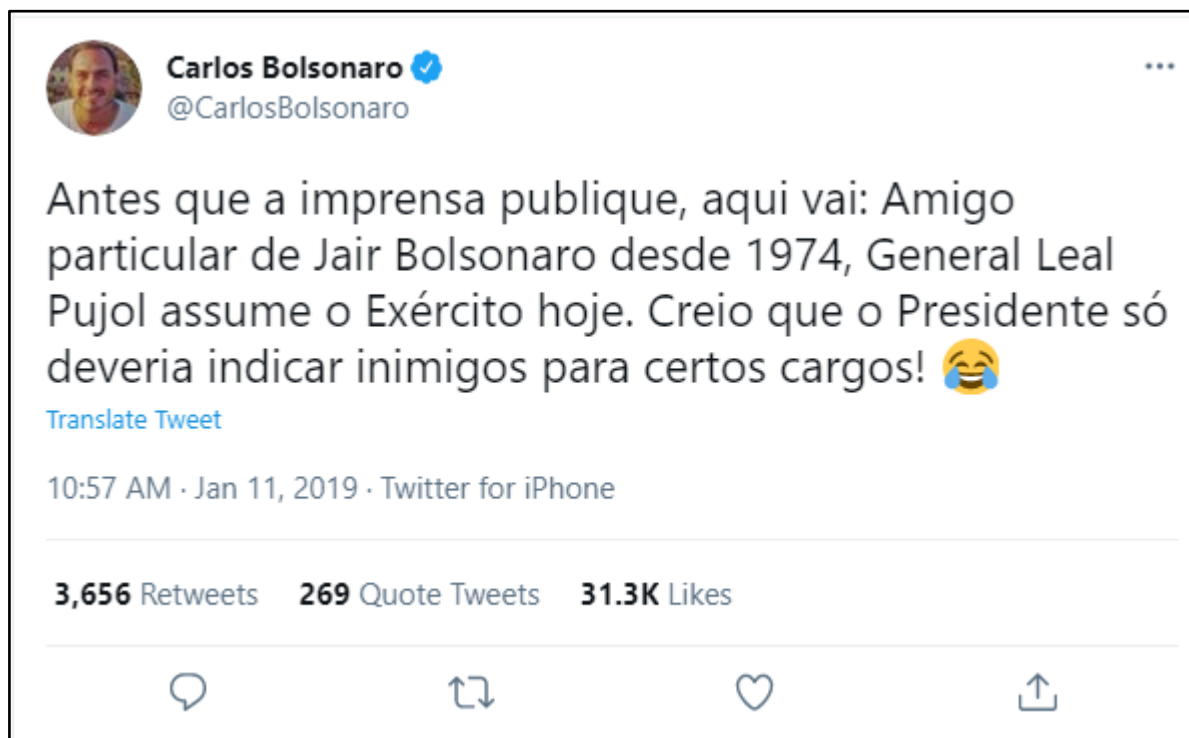 Carlos Bolsonaro
@CarlosBolsonaro
Antes que a imprensa publique, aqui vai: Amigo
particular de Jair Bolsonaro desde 1974, General Leal
Pujol assume o Exército hoje. Creio que o Presidente só
deveria indicar inimigos para certos cargos! 😂
Translate Tweet
10:57 AM · Jan 11, 2019 · Twitter for iPhone
3,656 Retweets 269 Quote Tweets 31.3K Likes